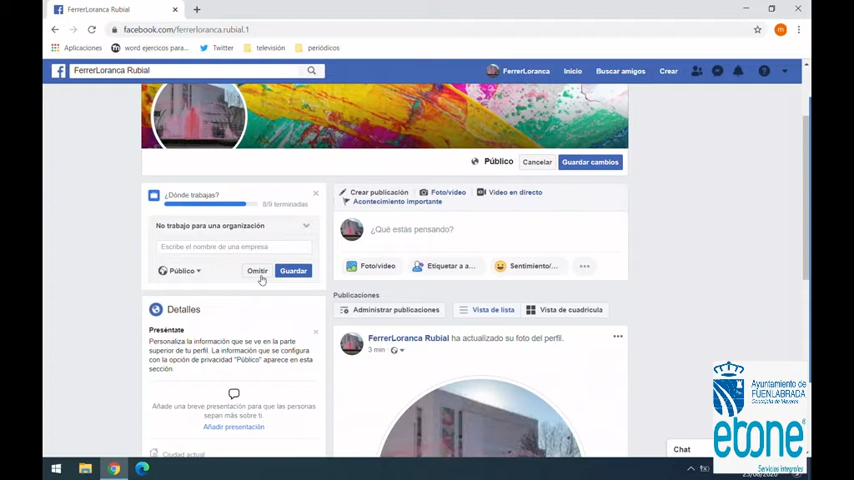 FerrerLoranca Rubial
facebook.com/ferrerloranca.rubial.1
Aplicaciones
word ejercicios para...
Twitter
televisión
periódicos
FerrerLoranca Rubial
FerrerLoranca
Inicio
Buscar amigos
Crear
Público
Cancelar
Guardar cambios
¿Dónde trabajas?
8/9 terminadas
No trabajo para una organización
Escribe el nombre de una empresa
Público
Omitir
Guardar
Detalles
Preséntate
Personaliza la información que se ve en la parte
superior de tu perfil. La información que se configura
con la opción de privacidad "Público" aparece en esta
sección.
Añade una breve presentación para que las personas
sepan más sobre ti.
Añadir presentación
Ciudad actual
Crear publicación
Foto/vídeo
Vídeo en directo
Acontecimiento importante
¿Qué estás pensando?
Foto/vídeo
Etiquetar a a...
Sentimiento/...
Publicaciones
Administrar publicaciones
Vista de lista
Vista de cuadrícula
FerrerLoranca Rubial ha actualizado su foto del perfil.
3 min
Chat
Ayuntamiento de
FUENLABRADA
Concejalía de Mayores
ebone
Servicios integrales